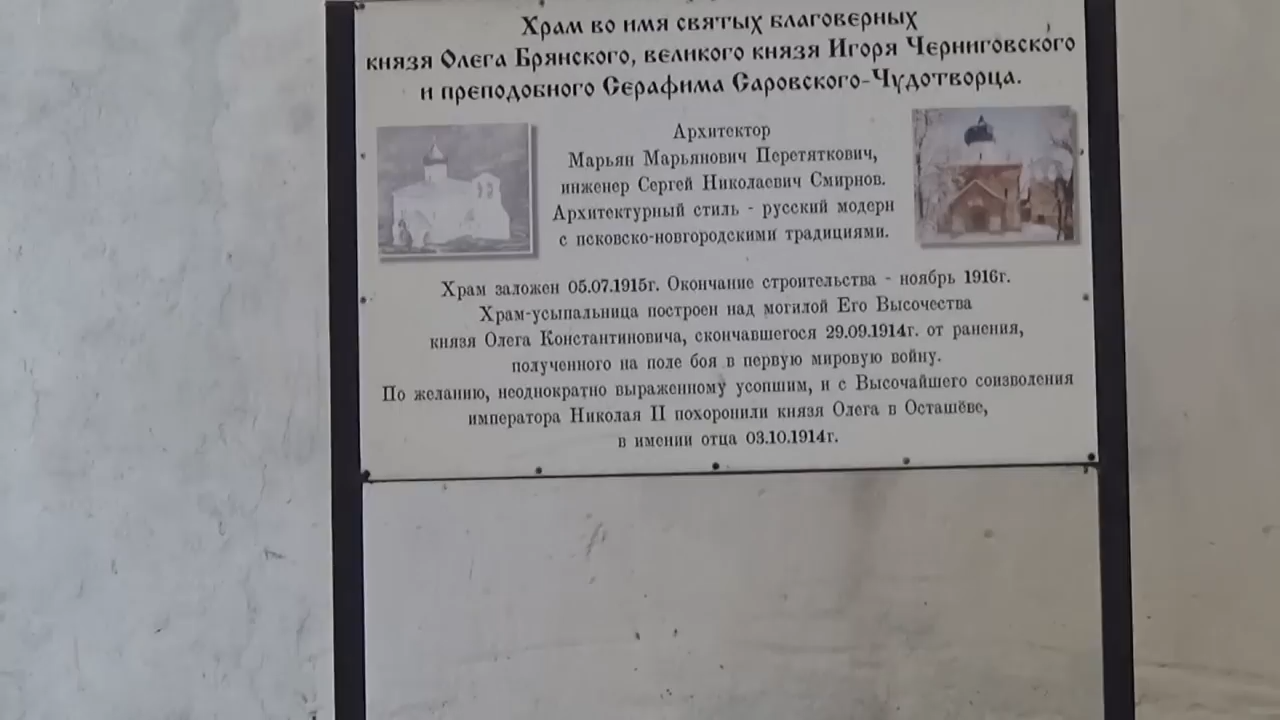 Храм во имя святых благоверных
князя Олега Брянского, великого князя Игоря Черниговского
и преподобного Серафима Саровского-Чудотворца.
Архитектор
Марьян Марьянович Перетяткович,
инженер Сергей Николаевич Смирнов.
Архитектурный стиль - русский модерн
с псковско-новгородскими традициями.
Храм заложен 05.07.1915г. Окончание строительства - ноябрь 1916г.
Храм-усыпальница построен над могилой Его Высочества
князя Олега Константиновича, скончавшегося 29.09.1914г. от ранения,
полученного на поле боя в первую мировую войну.
По желанию, неоднократно выраженному усопшим, и с Высочайшего соизволения
императора Николая II похоронили князя Олега в Осташёве,
в имении отца 03.10.1914г.